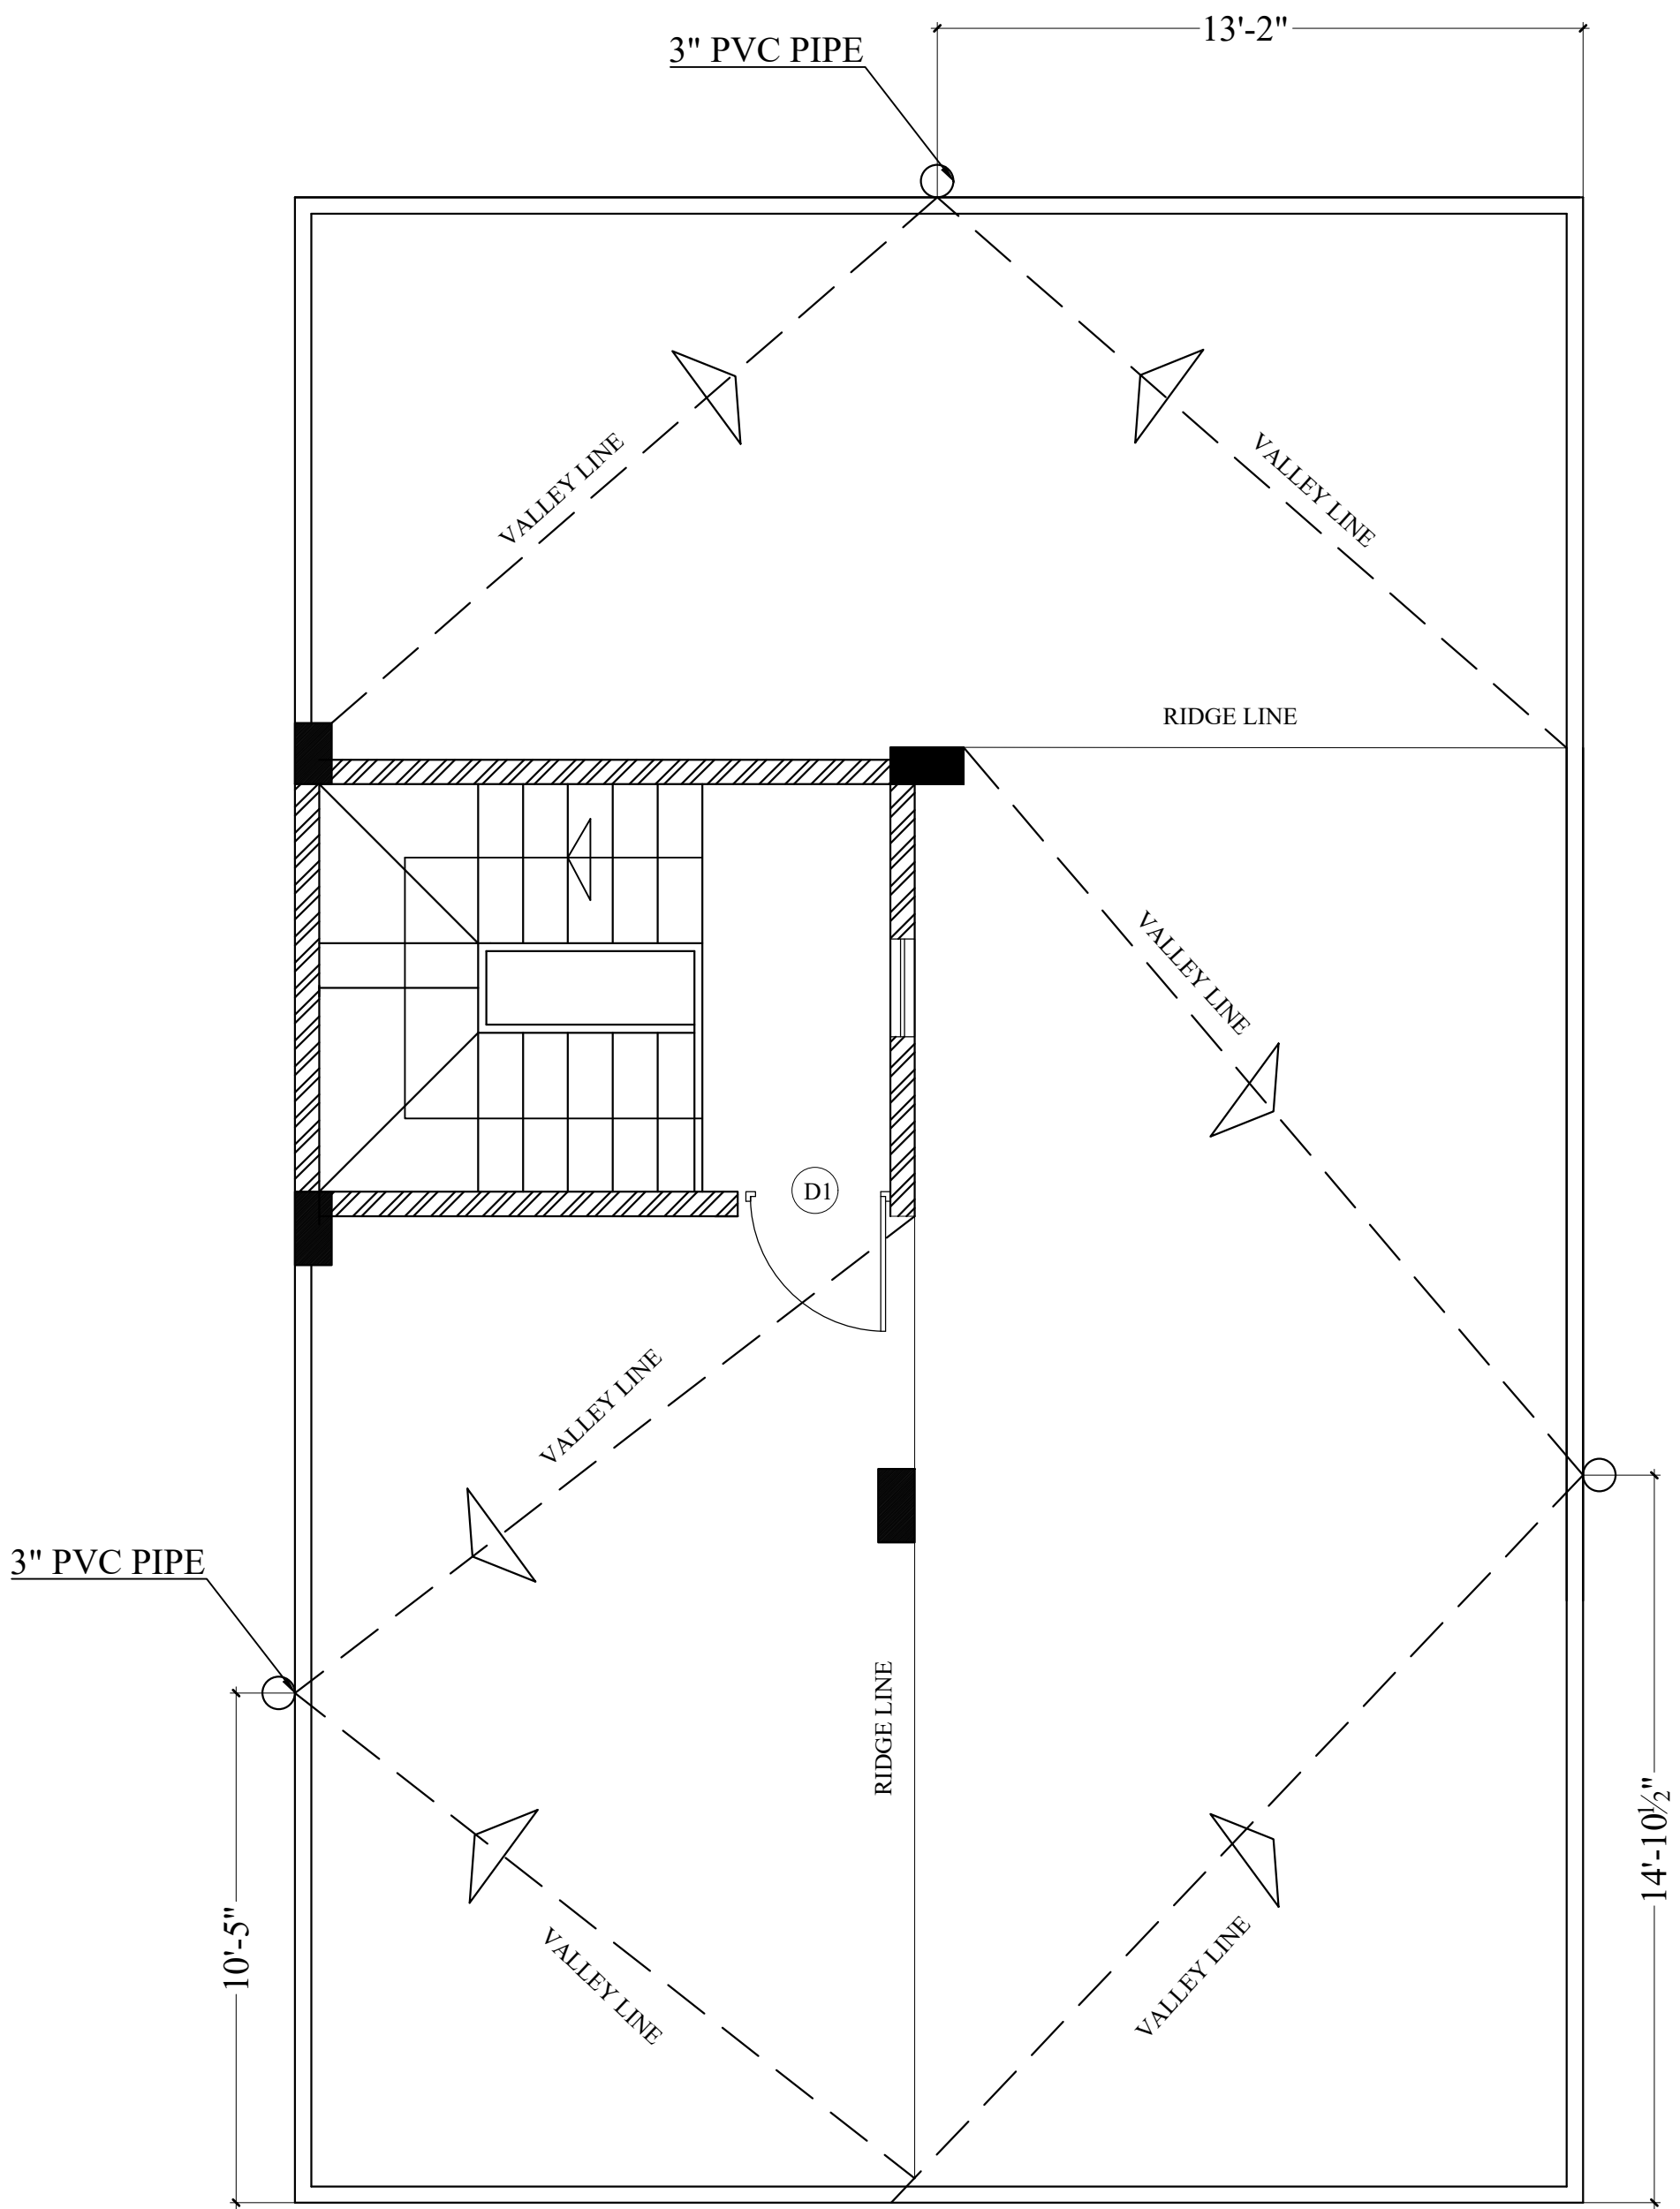 13'-2"
3" PVC PIPE
VALLEY LINE
VALLEY LINE
RIDGE LINE
VALLEY LINE
D1
VALLEY LINE
3" PVC PIPE
RIDGE LINE
14'-10½"
10'-5"
VALLEY LINE
VALLEY LINE